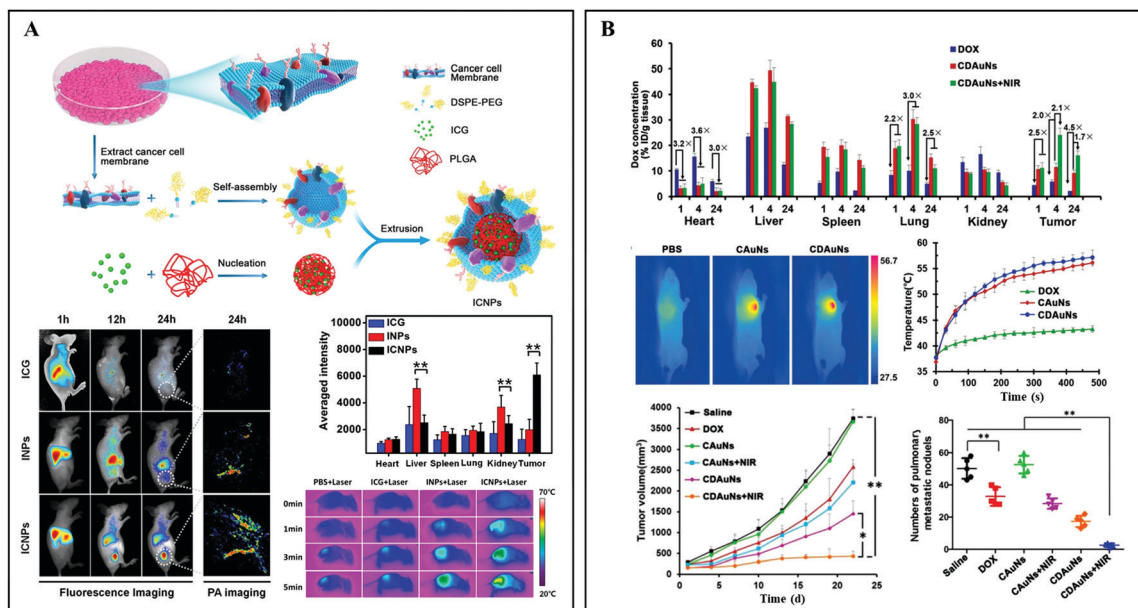 A
Cancer cell
Membrane
DSPE-PEG
ICG
PLGA
Extract cancer cell
membrane
Self-assembly
Extrusion
Nucleation
ICNPs
1h 12h 24h 24h
ICG
INPs
ICNPs
Fluorescence Imaging PA imaging
Averaged intensity
10000
8000
6000
4000
2000
ICG
INPs
ICNPs
**
**
**
Heart Liver Spleen Lung Kidney Tumor
PBS+Laser ICG+Laser INPs+Laser ICNPs+Laser
70℃
0min
1min
3min
5min
20℃
B
Dox concentration
(% ID/g tissue)
60
50
40
30
20
10
0
DOX
CDAuNs
CDAuNs+NIR
3.2× 3.6× 3.0×
2.2× 3.0× 2.5×
2.5× 2.0× 2.1× 4.5× 1.7×
1 4 24 1 4 24 1 4 24 1 4 24 1 4 24 1 4 24
Heart Liver Spleen Lung Kidney Tumor
PBS CAuNs CDAuNs
56.7
27.5
Temperature(℃)
60
55
50
45
40
35
DOX
CAuNs
CDAuNs
0 100 200 300 400 500
Time (s)
Tumor volume(mm3)
4000
3500
3000
2500
2000
1500
1000
500
0
Saline
DOX
CAuNs
CAuNs+NIR
CDAuNs
CDAuNs+NIR
**
*
0 5 10 15 20 25
Time (d)
Numbers of pulmonary
metastatic noduels
80
60
40
20
0
**
**
Saline
DOX
CAuNs
CAuNs+NIR
CDAuNs
CDAuNs+NIR